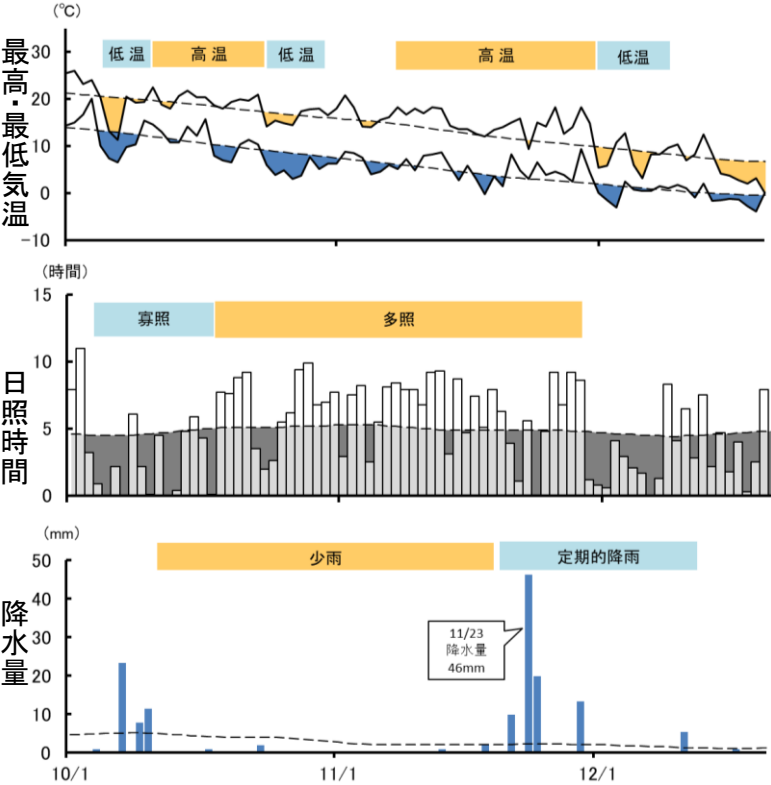 (℃)
最高・最低気温
30
20
10
0
-10
低温
高温
低温
高温
低温
(時間)
日照時間
15
10
5
0
寡照
多照
(mm)
降水量
50
40
30
20
10
0
少雨
定期的降雨
11/23
降水量
46mm
10/1
11/1
12/1